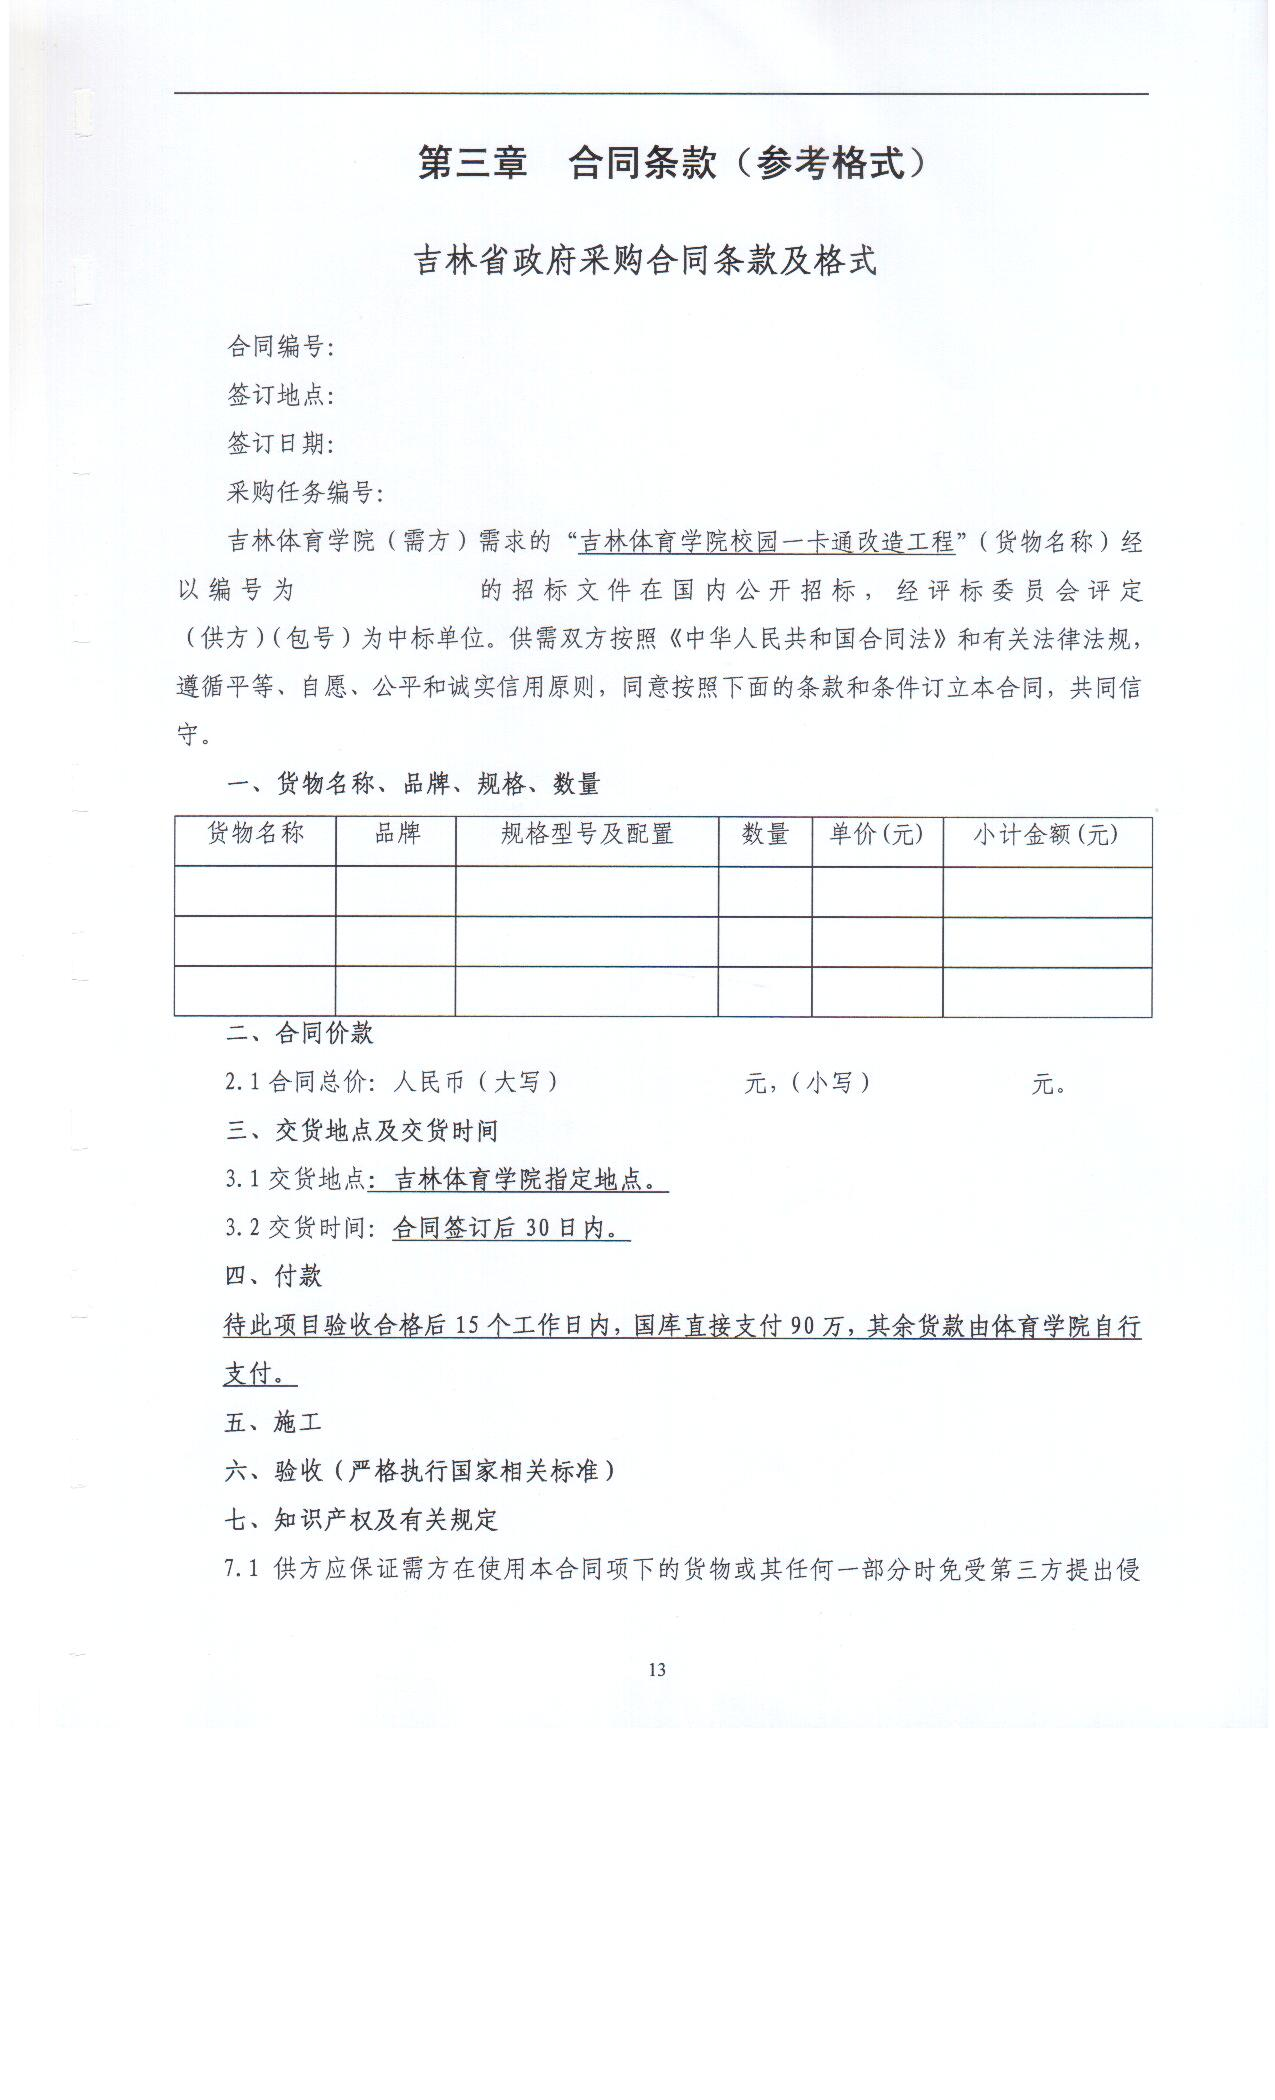 第三章 合同条款（参考格式）
吉林省政府采购合同条款及格式
合同编号：
签订地点：
签订日期：
采购任务编号：
吉林体育学院（需方）需求的“吉林体育学院校园一卡通改造工程”（货物名称）经
以编号为 的招标文件在国内公开招标，经评标委员会评定
（供方）（包号）为中标单位。供需双方按照《中华人民共和国合同法》和有关法律法规，
遵循平等、自愿、公平和诚实信用原则，同意按照下面的条款和条件订立本合同，共同信
守。
一、货物名称、品牌、规格、数量
货物名称 品牌 规格型号及配置 数量 单价(元) 小计金额(元)
二、合同价款
2.1 合同总价：人民币（大写） 元，（小写） 元。
三、交货地点及交货时间
3.1 交货地点：吉林体育学院指定地点。
3.2 交货时间：合同签订后 30 日内。
四、付款
待此项目验收合格后 15 个工作日内，国库直接支付 90 万，其余货款由体育学院自行
支付。
五、施工
六、验收（严格执行国家相关标准）
七、知识产权及有关规定
7.1 供方应保证需方在使用本合同项下的货物或其任何一部分时免受第三方提出侵
13